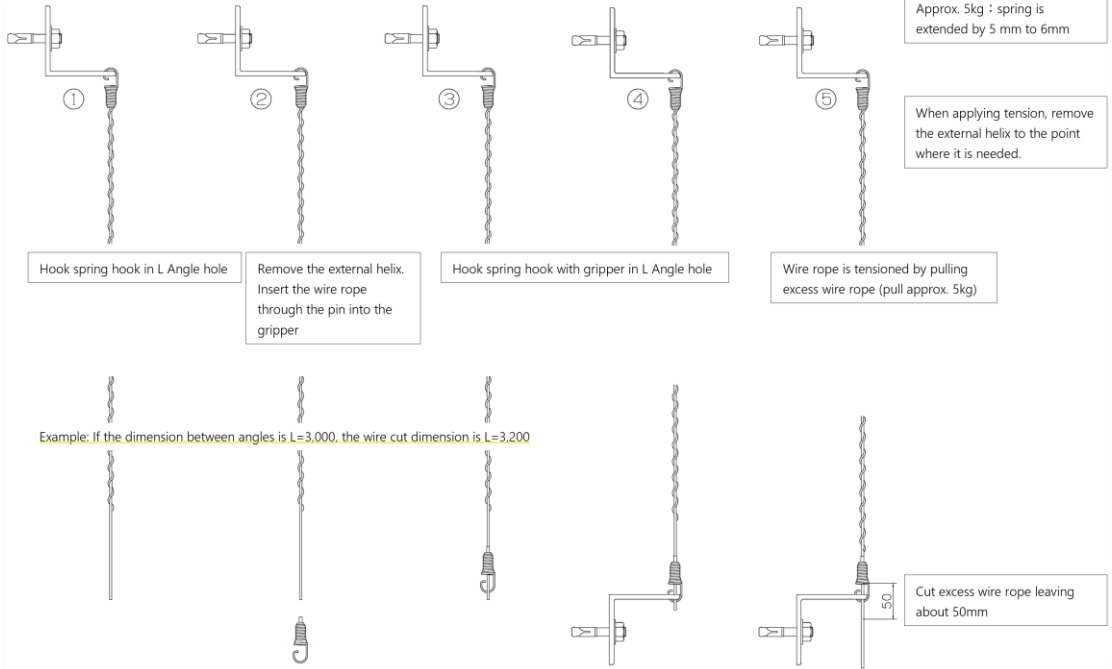 Approx. 5kg：spring is
extended by 5 mm to 6mm
①
②
③
④
⑤
When applying tension, remove
the external helix to the point
where it is needed.
Hook spring hook in L Angle hole
Remove the external helix.
Insert the wire rope
through the pin into the
gripper
Hook spring hook with gripper in L Angle hole
Wire rope is tensioned by pulling
excess wire rope (pull approx. 5kg)
Example: If the dimension between angles is L=3,000, the wire cut dimension is L=3,200
50
Cut excess wire rope leaving
about 50mm